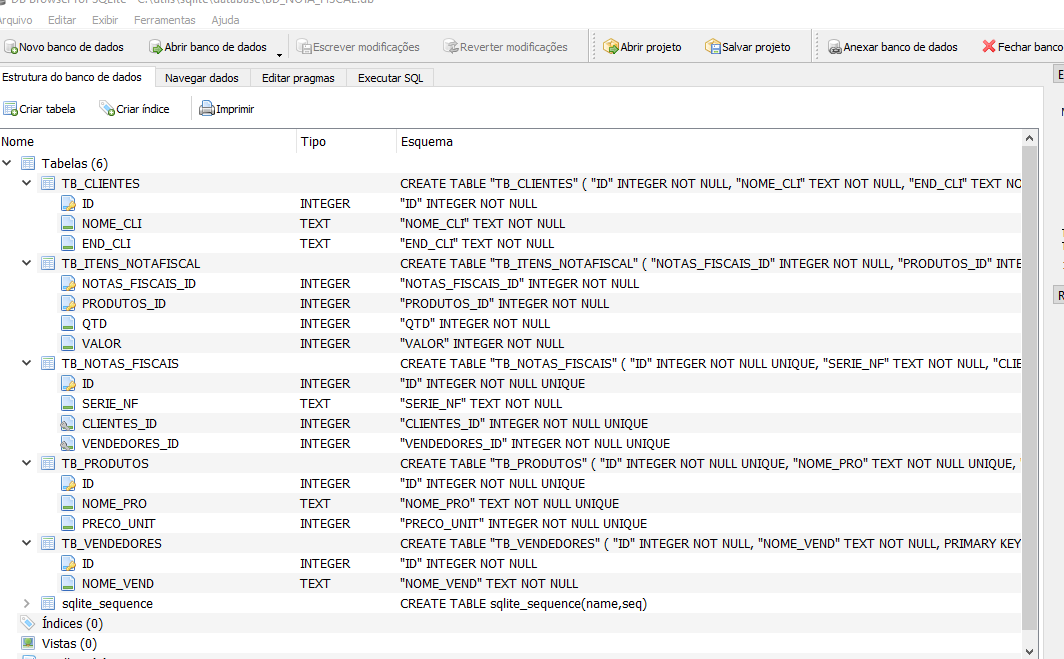 DB Browser for SQLite - C:\utils\sqlite\database\BD_NOTA_FISCAL.db
Arquivo Editar Exibir Ferramentas Ajuda
Novo banco de dados Abrir banco de dados Escrever modificações Reverter modificações Abrir projeto Salvar projeto Anexar banco de dados Fechar banco
Estrutura do banco de dados Navegar dados Editar pragmas Executar SQL
Criar tabela Criar índice Imprimir
Nome Tipo Esquema
Tabelas (6)
TB_CLIENTES CREATE TABLE "TB_CLIENTES" ( "ID" INTEGER NOT NULL, "NOME_CLI" TEXT NOT NULL, "END_CLI" TEXT NO
ID INTEGER "ID" INTEGER NOT NULL
NOME_CLI TEXT "NOME_CLI" TEXT NOT NULL
END_CLI TEXT "END_CLI" TEXT NOT NULL
TB_ITENS_NOTAFISCAL CREATE TABLE "TB_ITENS_NOTAFISCAL" ( "NOTAS_FISCAIS_ID" INTEGER NOT NULL, "PRODUTOS_ID" INTE
NOTAS_FISCAIS_ID INTEGER "NOTAS_FISCAIS_ID" INTEGER NOT NULL
PRODUTOS_ID INTEGER "PRODUTOS_ID" INTEGER NOT NULL
QTD INTEGER "QTD" INTEGER NOT NULL
VALOR INTEGER "VALOR" INTEGER NOT NULL
TB_NOTAS_FISCAIS CREATE TABLE "TB_NOTAS_FISCAIS" ( "ID" INTEGER NOT NULL UNIQUE, "SERIE_NF" TEXT NOT NULL, "CLIE
ID INTEGER "ID" INTEGER NOT NULL UNIQUE
SERIE_NF TEXT "SERIE_NF" TEXT NOT NULL
CLIENTES_ID INTEGER "CLIENTES_ID" INTEGER NOT NULL UNIQUE
VENDEDORES_ID INTEGER "VENDEDORES_ID" INTEGER NOT NULL UNIQUE
TB_PRODUTOS CREATE TABLE "TB_PRODUTOS" ( "ID" INTEGER NOT NULL UNIQUE, "NOME_PRO" TEXT NOT NULL UNIQUE, "
ID INTEGER "ID" INTEGER NOT NULL UNIQUE
NOME_PRO TEXT "NOME_PRO" TEXT NOT NULL UNIQUE
PRECO_UNIT INTEGER "PRECO_UNIT" INTEGER NOT NULL UNIQUE
TB_VENDEDORES CREATE TABLE "TB_VENDEDORES" ( "ID" INTEGER NOT NULL, "NOME_VEND" TEXT NOT NULL, PRIMARY KEY
ID INTEGER "ID" INTEGER NOT NULL
NOME_VEND TEXT "NOME_VEND" TEXT NOT NULL
sqlite_sequence CREATE TABLE sqlite_sequence(name,seq)
Índices (0)
Vistas (0)